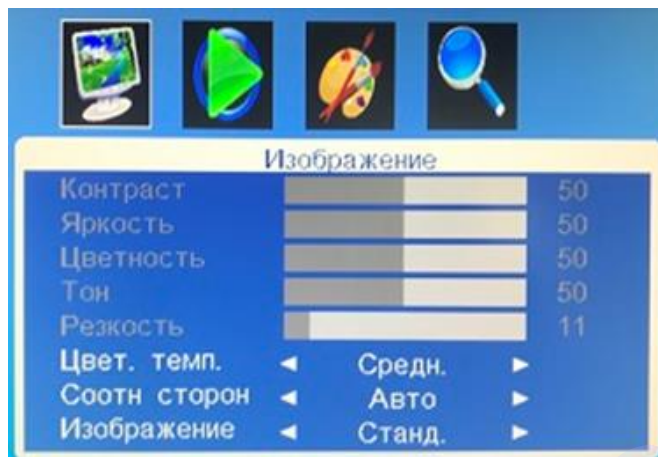 Изображение
Контраст 50
Яркость 50
Цветность 50
Тон 50
Резкость 11
Цвет. темп. Средн.
Соотн сторон Авто
Изображение Станд.